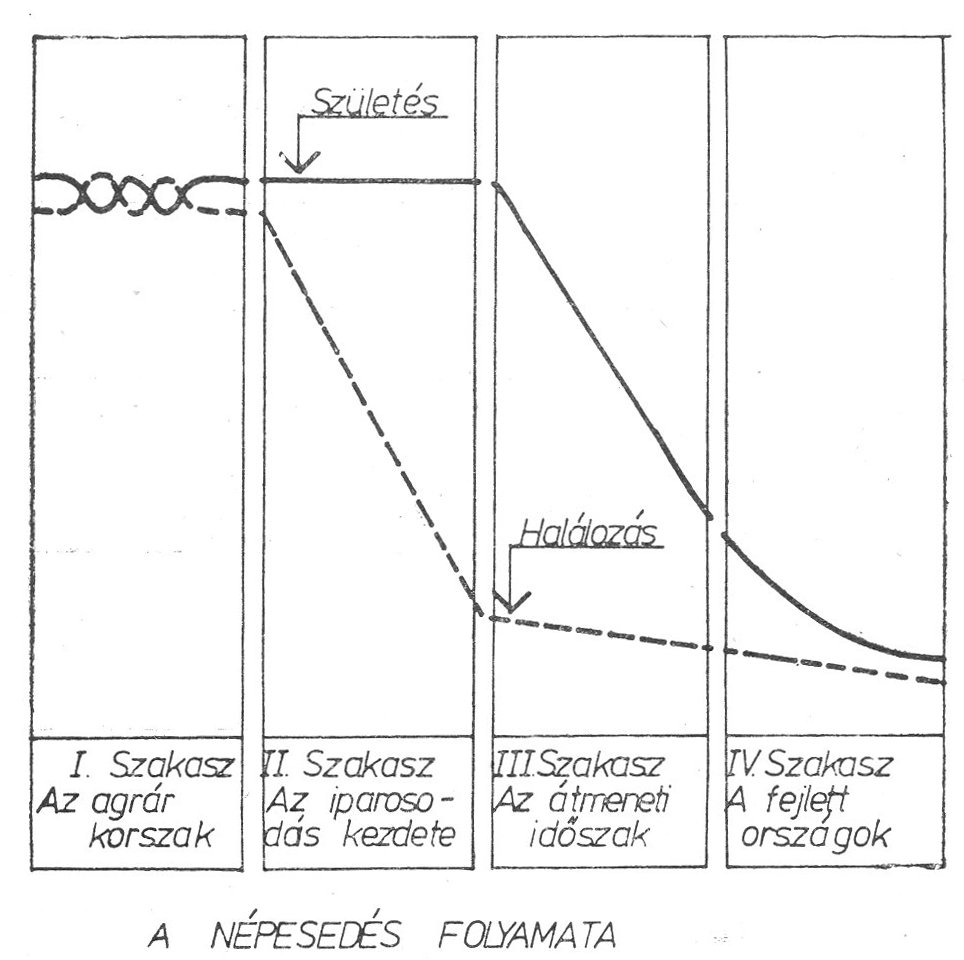 Születés
Halálozás
I. Szakasz
Az agrár
korszak
II. Szakasz
Az iparoso-
dás kezdete
III. Szakasz
Az átmeneti
időszak
IV. Szakasz
A fejlett
országok
A NÉPESEDÉS FOLYAMATA